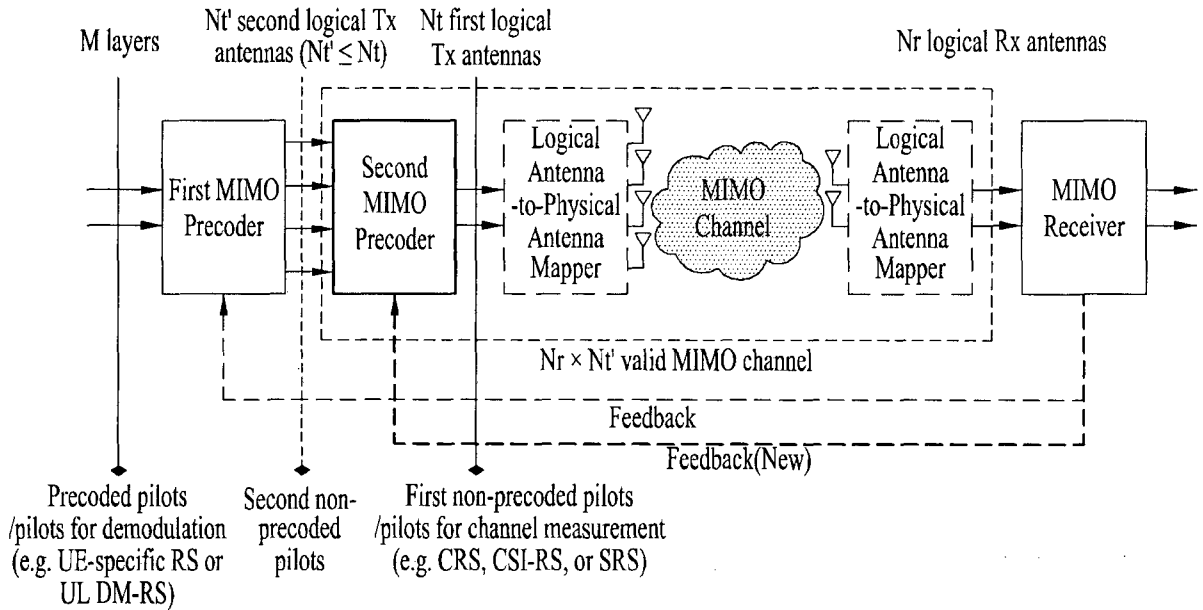 M layers
Nt' second logical Tx
antennas (Nt' ≤ Nt)
Nt first logical
Tx antennas
Nr logical Rx antennas
First MIMO
Precoder
Second
MIMO
Precoder
Logical
Antenna
-to-Physical
Antenna
Mapper
MIMO
Channel
Logical
Antenna
-to-Physical
Antenna
Mapper
MIMO
Receiver
Nr × Nt' valid MIMO channel
Feedback
Feedback(New)
Precoded pilots
/pilots for demodulation
(e.g. UE-specific RS or
UL DM-RS)
Second non-
precoded
pilots
First non-precoded pilots
/pilots for channel measurement
(e.g. CRS, CSI-RS, or SRS)